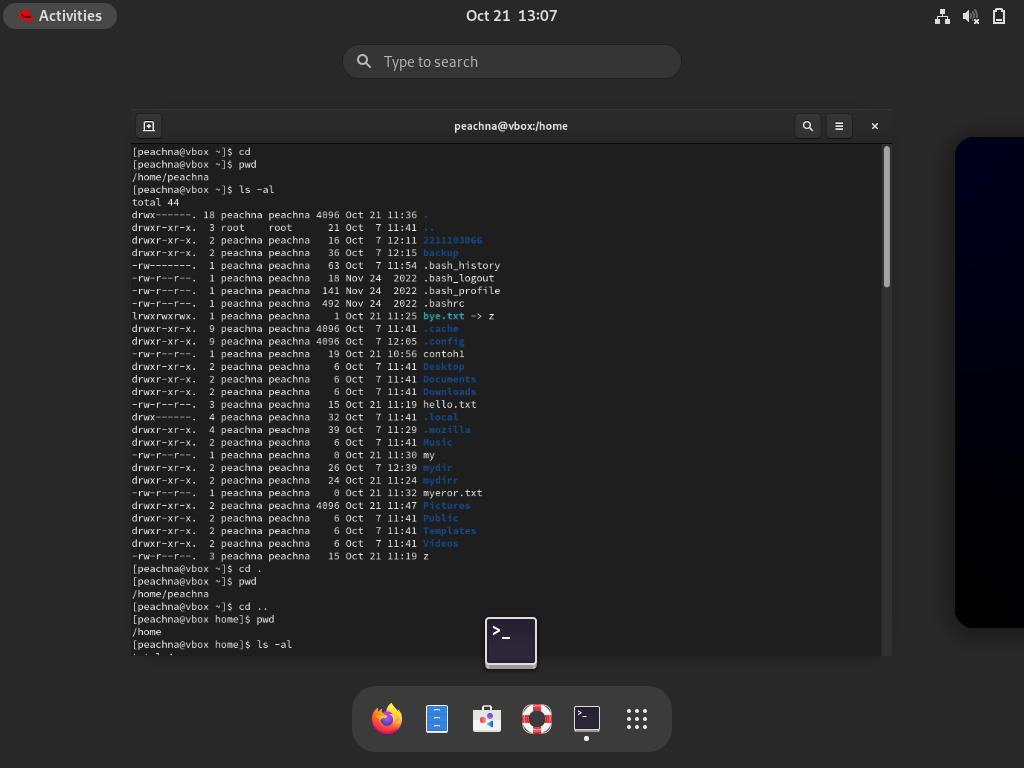 Activities
Oct 21 13:07
Type to search
peachna@vbox:/home
[peachna@vbox ~]$ cd
[peachna@vbox ~]$ pwd
/home/peachna
[peachna@vbox ~]$ ls -al
total 44
drwx------. 18 peachna peachna 4096 Oct 21 11:36 .
drwxr-xr-x.  3 root    root      21 Oct  7 11:41 ..
drwxr-xr-x.  2 peachna peachna   16 Oct  7 12:11 2211103066
drwxr-xr-x.  2 peachna peachna   36 Oct  7 12:15 backup
-rw-------.  1 peachna peachna   63 Oct  7 11:54 .bash_history
-rw-r--r--.  1 peachna peachna   18 Nov 24  2022 .bash_logout
-rw-r--r--.  1 peachna peachna  141 Nov 24  2022 .bash_profile
-rw-r--r--.  1 peachna peachna  492 Nov 24  2022 .bashrc
lrwxrwxrwx.  1 peachna peachna    1 Oct 21 11:25 bye.txt -> z
drwxr-xr-x.  9 peachna peachna 4096 Oct  7 11:41 .cache
drwxr-xr-x.  9 peachna peachna 4096 Oct  7 12:05 .config
-rw-r--r--.  1 peachna peachna   19 Oct 21 10:56 contoh1
drwxr-xr-x.  2 peachna peachna    6 Oct  7 11:41 Desktop
drwxr-xr-x.  2 peachna peachna    6 Oct  7 11:41 Documents
drwxr-xr-x.  2 peachna peachna    6 Oct  7 11:41 Downloads
-rw-r--r--.  3 peachna peachna   15 Oct 21 11:19 hello.txt
drwx------.  4 peachna peachna   32 Oct  7 11:41 .local
drwxr-xr-x.  4 peachna peachna   39 Oct  7 11:29 .mozilla
drwxr-xr-x.  2 peachna peachna    6 Oct  7 11:41 Music
-rw-r--r--.  1 peachna peachna    0 Oct 21 11:30 my
drwxr-xr-x.  2 peachna peachna   26 Oct  7 12:39 mydir
drwxr-xr-x.  2 peachna peachna   24 Oct 21 11:24 mydirr
-rw-r--r--.  1 peachna peachna    0 Oct 21 11:32 myeror.txt
drwxr-xr-x.  2 peachna peachna 4096 Oct 21 11:47 Pictures
drwxr-xr-x.  2 peachna peachna    6 Oct  7 11:41 Public
drwxr-xr-x.  2 peachna peachna    6 Oct  7 11:41 Templates
drwxr-xr-x.  2 peachna peachna    6 Oct  7 11:41 Videos
-rw-r--r--.  3 peachna peachna   15 Oct 21 11:19 z
[peachna@vbox ~]$ cd .
[peachna@vbox ~]$ pwd
/home/peachna
[peachna@vbox ~]$ cd ..
[peachna@vbox home]$ pwd
/home
[peachna@vbox home]$ ls -al